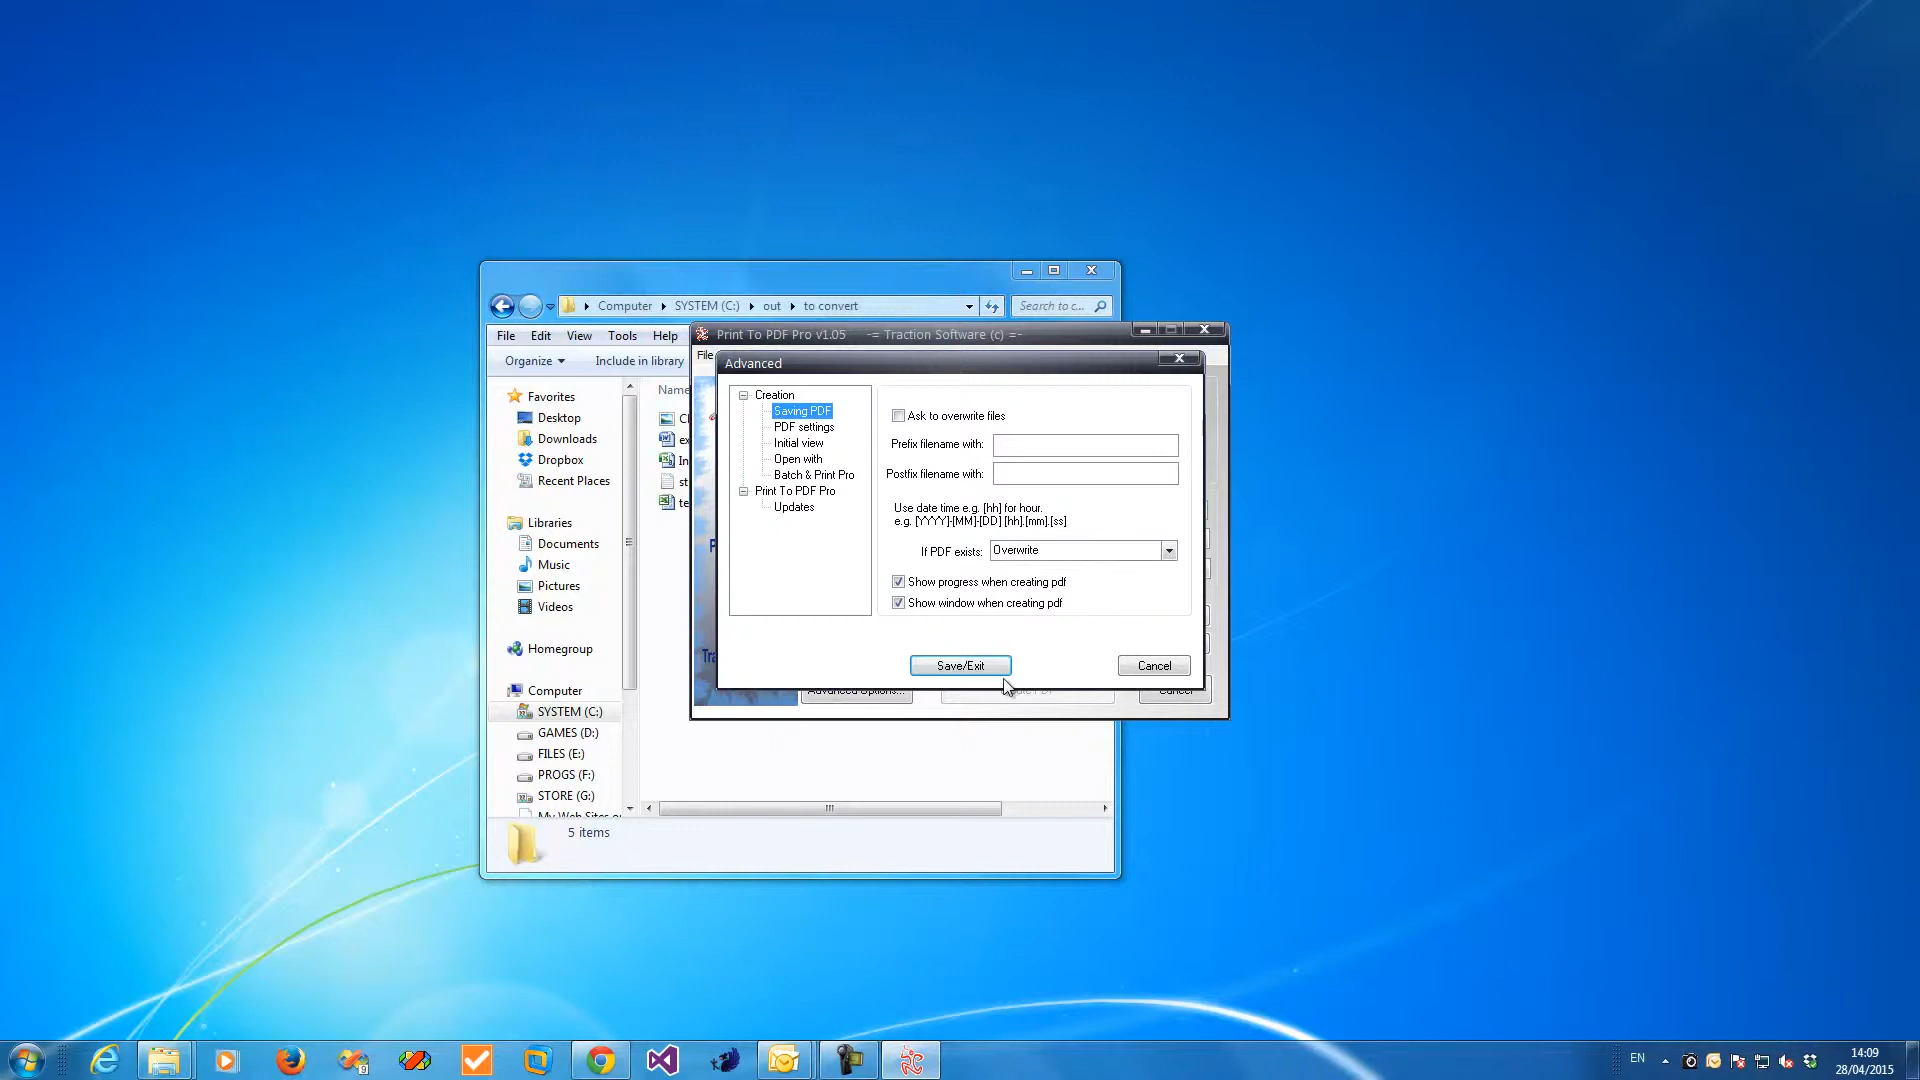 Computer SYSTEM (C:) out to convert
Search to c...
File Edit View Tools Help
Organize Include in library
Favorites
Desktop
Downloads
Dropbox
Recent Places
Libraries
Documents
Music
Pictures
Videos
Homegroup
Computer
SYSTEM (C:)
GAMES (D:)
FILES (E:)
PROGS (F:)
STORE (G:)
My Web Sites
Name
5 items
Print To PDF Pro v1.05 -= Traction Software (c) =-
File
Advanced
Creation
Saving PDF
PDF settings
Initial view
Open with
Batch & Print Pro
Print To PDF Pro
Updates
Ask to overwrite files
Prefix filename with:
Postfix filename with:
Use date time e.g. [hh] for hour.
e.g. [YYYY]-[MM]-[DD] [hh].[mm].[ss]
If PDF exists: Overwrite
Show progress when creating pdf
Show window when creating pdf
Save/Exit
Cancel
Advanced Options...
Cancel
EN
14:09
28/04/2015